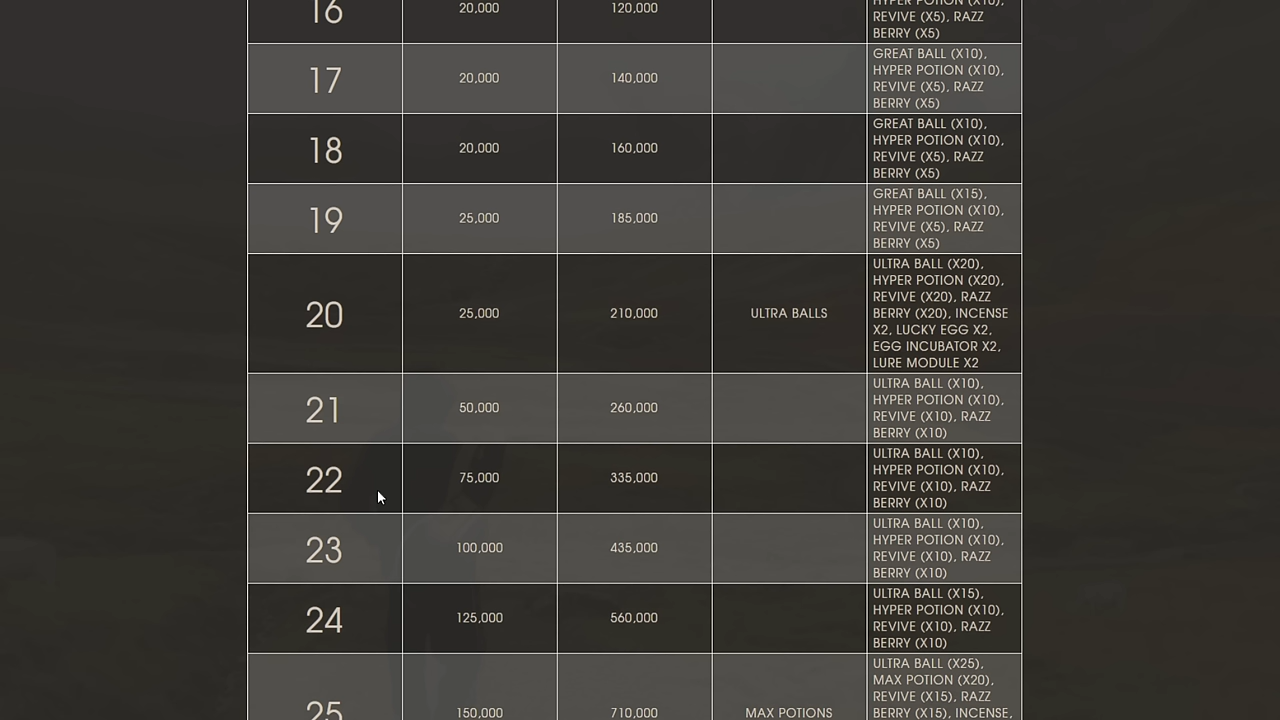 16
20,000
120,000
HYPER POTION (X10),
REVIVE (X5), RAZZ
BERRY (X5)
17
20,000
140,000
GREAT BALL (X10),
HYPER POTION (X10),
REVIVE (X5), RAZZ
BERRY (X5)
18
20,000
160,000
GREAT BALL (X10),
HYPER POTION (X10),
REVIVE (X5), RAZZ
BERRY (X5)
19
25,000
185,000
GREAT BALL (X15),
HYPER POTION (X10),
REVIVE (X5), RAZZ
BERRY (X5)
20
25,000
210,000
ULTRA BALLS
ULTRA BALL (X20),
HYPER POTION (X20),
REVIVE (X20), RAZZ
BERRY (X20), INCENSE
X2, LUCKY EGG X2,
EGG INCUBATOR X2,
LURE MODULE X2
21
50,000
260,000
ULTRA BALL (X10),
HYPER POTION (X10),
REVIVE (X10), RAZZ
BERRY (X10)
22
75,000
335,000
ULTRA BALL (X10),
HYPER POTION (X10),
REVIVE (X10), RAZZ
BERRY (X10)
23
100,000
435,000
ULTRA BALL (X10),
HYPER POTION (X10),
REVIVE (X10), RAZZ
BERRY (X10)
24
125,000
560,000
ULTRA BALL (X15),
HYPER POTION (X10),
REVIVE (X10), RAZZ
BERRY (X10)
25
150,000
710,000
MAX POTIONS
ULTRA BALL (X25),
MAX POTION (X20),
REVIVE (X15), RAZZ
BERRY (X15), INCENSE,